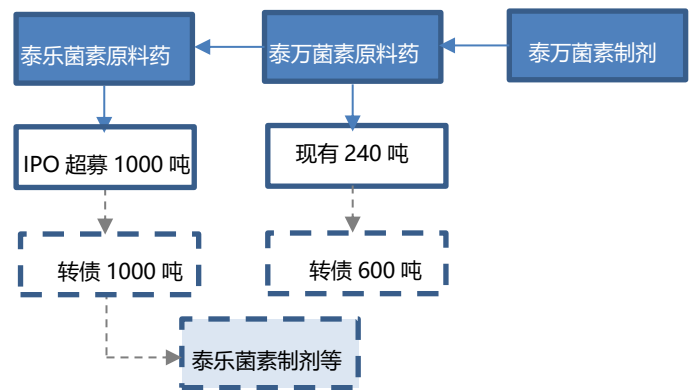 泰乐菌素原料药
泰万菌素原料药
泰万菌素制剂
IPO 超募 1000 吨
现有 240 吨
转债 1000 吨
转债 600 吨
泰乐菌素制剂等